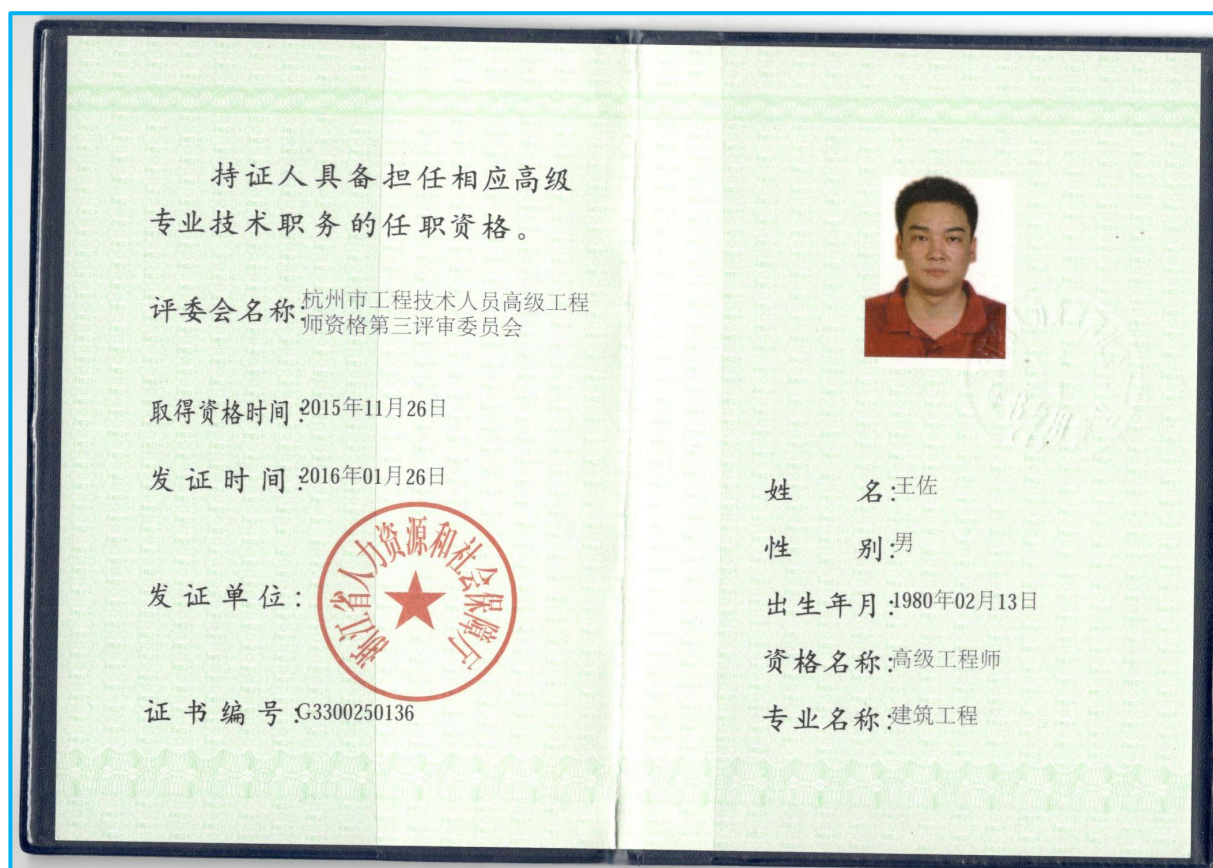 持证人具备担任相应高级
专业技术职务的任职资格。
评委会名称:杭州市工程技术人员高级工程
师资格第三评审委员会
取得资格时间:2015年11月26日
发证时间:2016年01月26日
发证单位:
浙江省人力资源和社会保障厅
证书编号:G3300250136
姓 名:王佐
性 别:男
出生年月:1980年02月13日
资格名称:高级工程师
专业名称:建筑工程